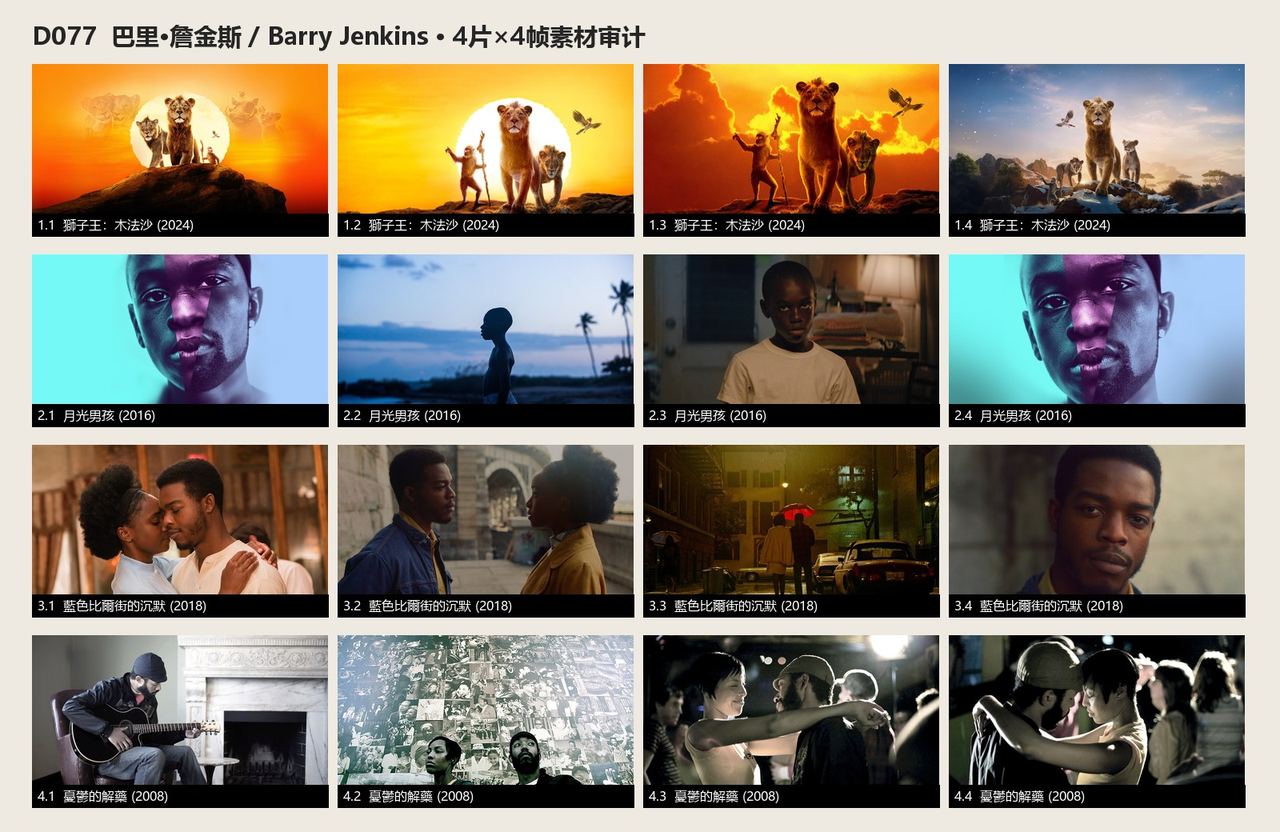 D077 巴里•詹金斯 / Barry Jenkins • 4片×4帧素材审计
1.1 獅子王：木法沙 (2024)
1.2 獅子王：木法沙 (2024)
1.3 獅子王：木法沙 (2024)
1.4 獅子王：木法沙 (2024)
2.1 月光男孩 (2016)
2.2 月光男孩 (2016)
2.3 月光男孩 (2016)
2.4 月光男孩 (2016)
3.1 藍色比爾街的沉默 (2018)
3.2 藍色比爾街的沉默 (2018)
3.3 藍色比爾街的沉默 (2018)
3.4 藍色比爾街的沉默 (2018)
4.1 憂鬱的解藥 (2008)
4.2 憂鬱的解藥 (2008)
4.3 憂鬱的解藥 (2008)
4.4 憂鬱的解藥 (2008)